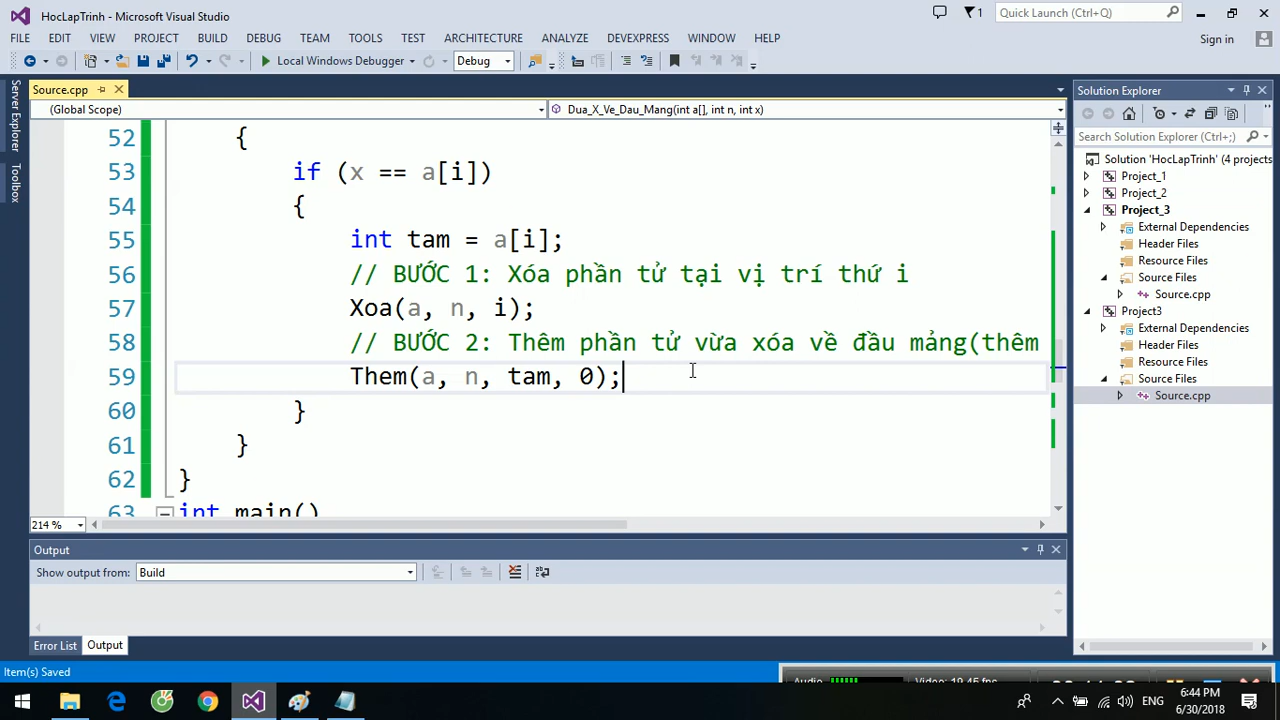 HocLapTrinh - Microsoft Visual Studio
1
Quick Launch (Ctrl+Q)
FILE EDIT VIEW PROJECT BUILD DEBUG TEAM TOOLS TEST ARCHITECTURE ANALYZE DEVEXPRESS WINDOW HELP
Sign in
Local Windows Debugger
Debug
Server Explorer
Toolbox
Source.cpp
(Global Scope)
Dua_X_Ve_Dau_Mang(int a[], int n, int x)
52 {
53 if (x == a[i])
54 {
55 int tam = a[i];
56 // BƯỚC 1: Xóa phần tử tại vị trí thứ i
57 Xoa(a, n, i);
58 // BƯỚC 2: Thêm phần tử vừa xóa về đầu mảng(thêm
59 Them(a, n, tam, 0);
60 }
61 }
62 }
63 int main()
214 %
Output
Show output from: Build
Error List
Output
Item(s) Saved
Solution Explorer
Search Solution Explorer (Ctrl+;)
Solution 'HocLapTrinh' (4 projects
Project_1
Project_2
Project_3
External Dependencies
Header Files
Resource Files
Source Files
Source.cpp
Project3
External Dependencies
Header Files
Resource Files
Source Files
Source.cpp
ENG
6:44 PM
6/30/2018